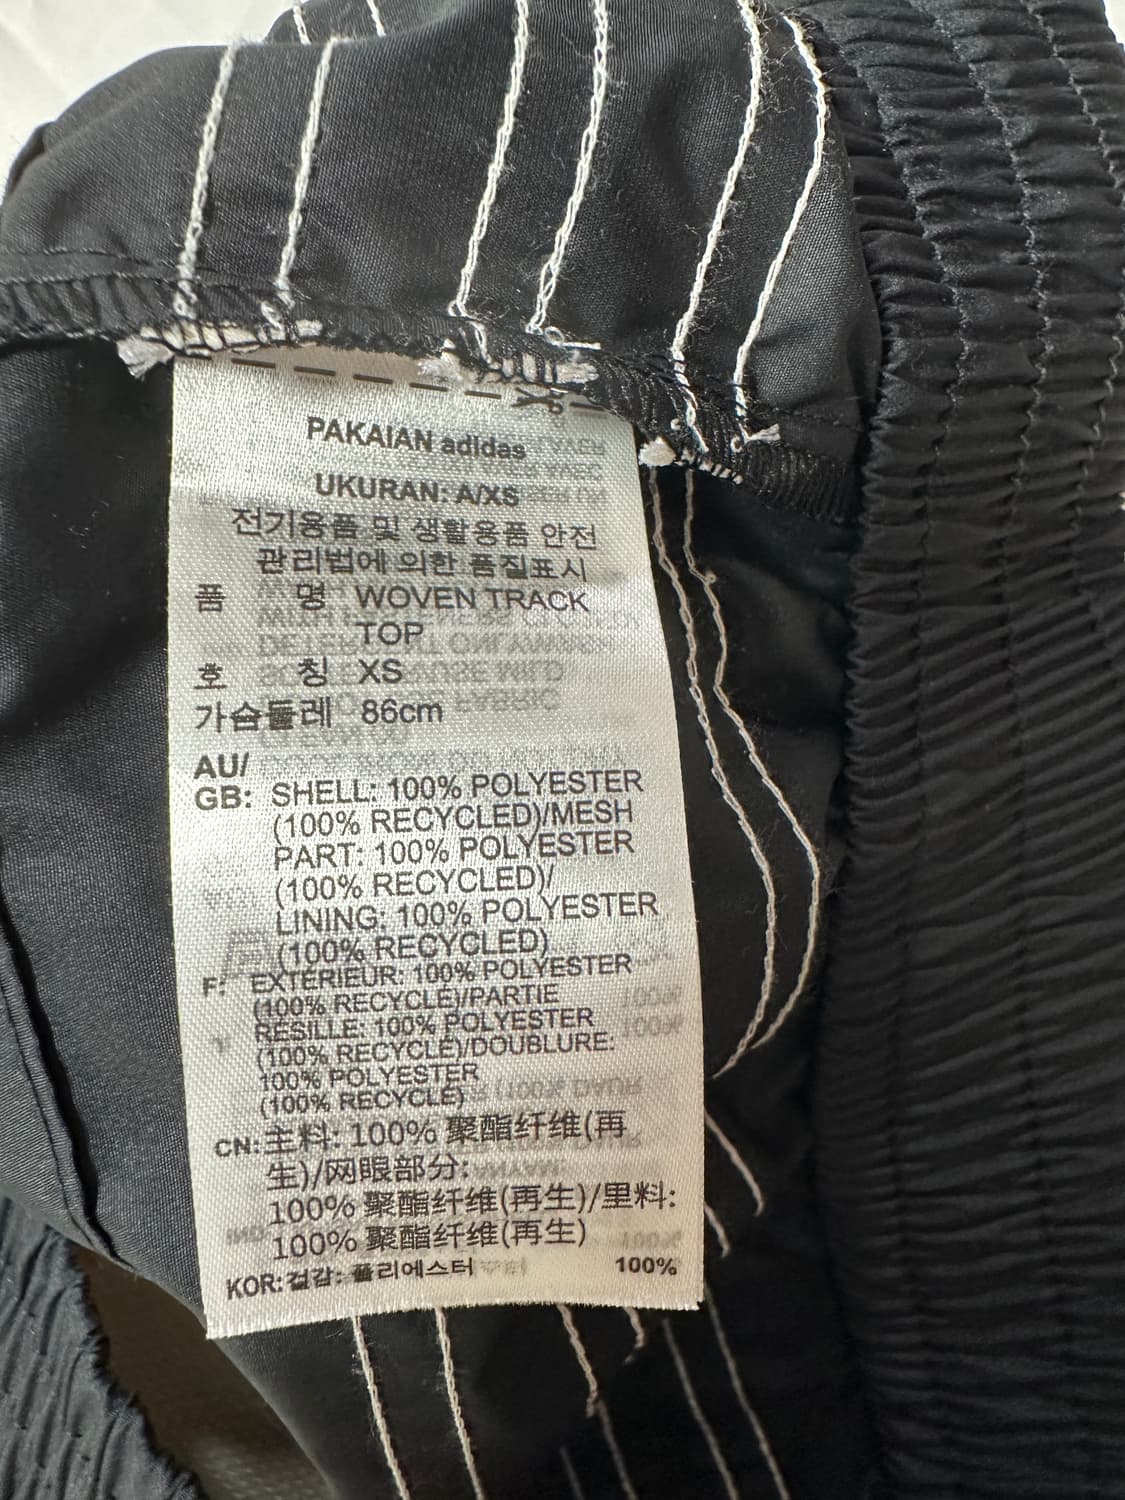 PAKAIAN adidas
UKURAN: A/XS
전기용품 및 생활용품 안전
관리법에 의한 품질표시
품 명 WOVEN TRACK
TOP
호 칭 XS
가슴둘레 86cm
AU/
GB: SHELL: 100% POLYESTER
(100% RECYCLED)/MESH
PART: 100% POLYESTER
(100% RECYCLED)/
LINING: 100% POLYESTER
(100% RECYCLED)
F: EXTÉRIEUR: 100% POLYESTER
(100% RECYCLÉ)/PARTIE
RÉSILLE: 100% POLYESTER
(100% RECYCLÉ)/DOUBLURE:
100% POLYESTER
(100% RECYCLÉ)
CN: 主料: 100% 聚酯纤维(再
生)/网眼部分:
100% 聚酯纤维(再生)/里料:
100% 聚酯纤维(再生)
KOR: 겉감: 폴리에스터 100%